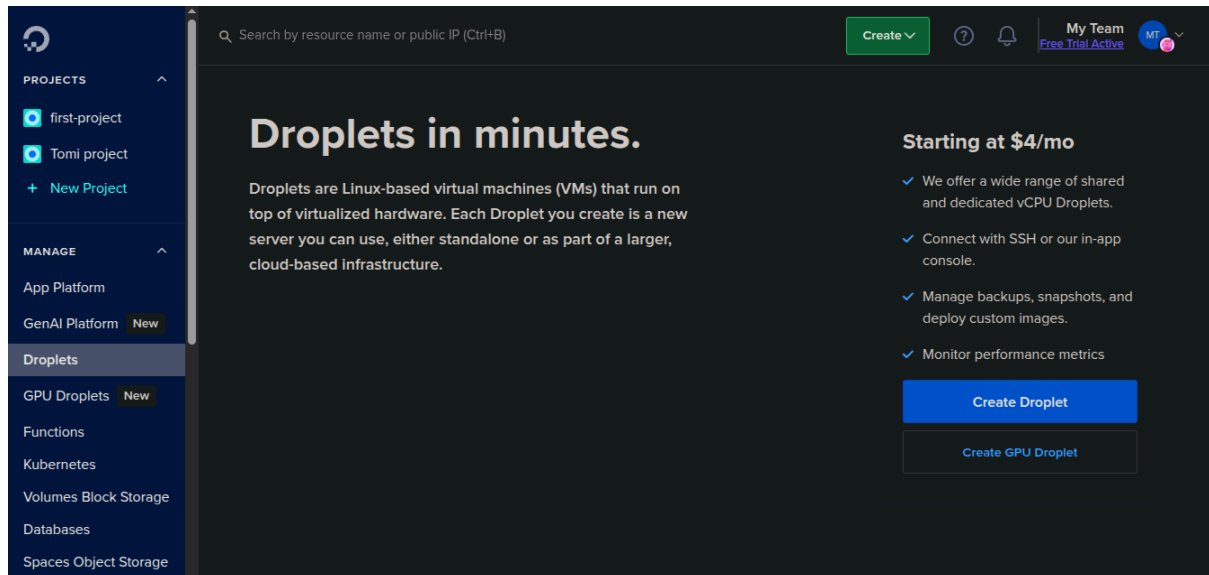 Search by resource name or public IP (Ctrl+B)
Create
?
My Team
Free Trial Active
MT
PROJECTS
first-project
Tomi project
+ New Project
MANAGE
App Platform
GenAI Platform New
Droplets
GPU Droplets New
Functions
Kubernetes
Volumes Block Storage
Databases
Spaces Object Storage
Droplets in minutes.
Droplets are Linux-based virtual machines (VMs) that run on
top of virtualized hardware. Each Droplet you create is a new
server you can use, either standalone or as part of a larger,
cloud-based infrastructure.
Starting at $4/mo
We offer a wide range of shared
and dedicated vCPU Droplets.
Connect with SSH or our in-app
console.
Manage backups, snapshots, and
deploy custom images.
Monitor performance metrics
Create Droplet
Create GPU Droplet